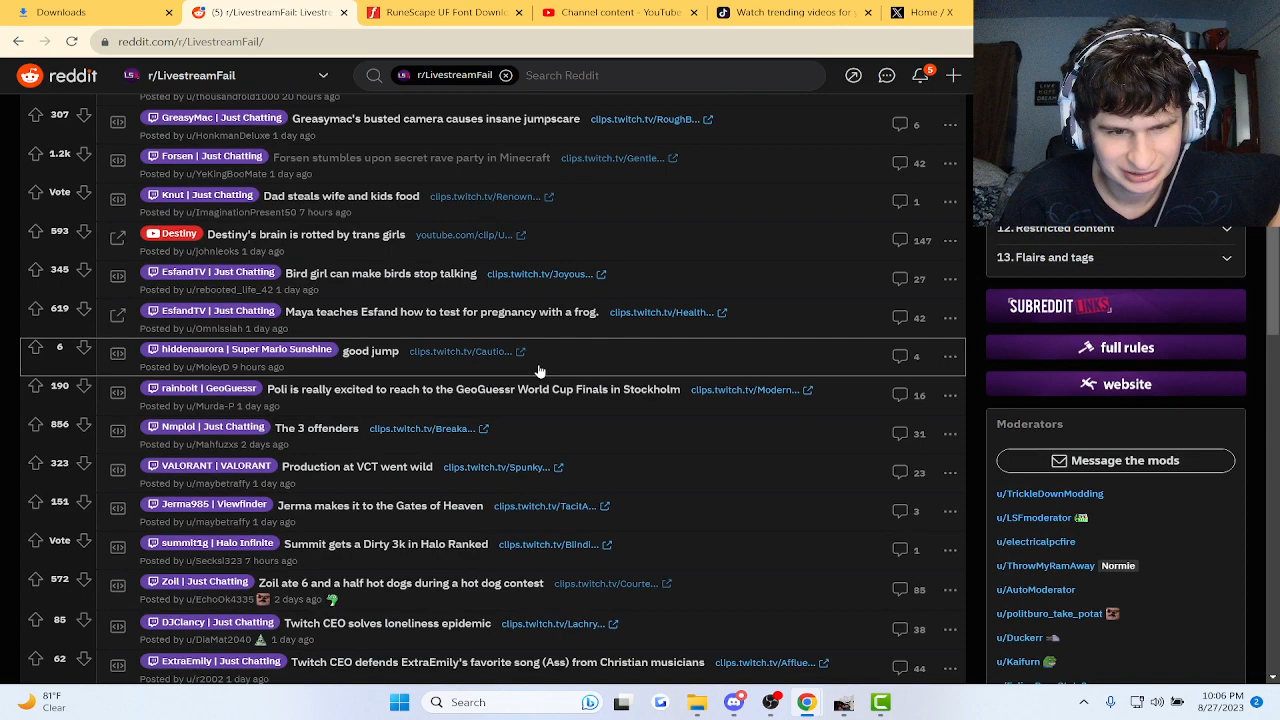 Downloads
(5) r/LivestreamFail: Livestre
RuneScape UF Font Downlo
Channel content - YouTube
Watch trending videos for y
Home / X
reddit.com/r/LivestreamFail/
reddit
r/LivestreamFail
r/LivestreamFail
Search Reddit
5
Posted by u/thousandfold1000 20 hours ago
307
GreasyMac | Just Chatting Greasymac's busted camera causes insane jumpscare clips.twitch.tv/RoughB... 6
Posted by u/HonkmanDeluxe 1 day ago
1.2k
Forsen | Just Chatting Forsen stumbles upon secret rave party in Minecraft clips.twitch.tv/Gentle... 42
Posted by u/YeKingBooMate 1 day ago
Vote
Knut | Just Chatting Dad steals wife and kids food clips.twitch.tv/Renown... 1
Posted by u/ImaginationPresent50 7 hours ago
593
Destiny Destiny's brain is rotted by trans girls youtube.com/clip/U... 147
Posted by u/johnleoks 1 day ago
345
EsfandTV | Just Chatting Bird girl can make birds stop talking clips.twitch.tv/Joyous... 27
Posted by u/rebooted_life_42 1 day ago
619
EsfandTV | Just Chatting Maya teaches Esfand how to test for pregnancy with a frog. clips.twitch.tv/Health... 42
Posted by u/Omnissiah 1 day ago
6
hiddenaurora | Super Mario Sunshine good jump clips.twitch.tv/Cautio... 4
Posted by u/MoleyD 9 hours ago
190
rainbolt | GeoGuessr Poli is really excited to reach to the GeoGuessr World Cup Finals in Stockholm clips.twitch.tv/Modern... 16
Posted by u/Murda-P 1 day ago
856
Nmplol | Just Chatting The 3 offenders clips.twitch.tv/Breaka... 31
Posted by u/Mahfuzxs 2 days ago
323
VALORANT | VALORANT Production at VCT went wild clips.twitch.tv/Spunky... 23
Posted by u/maybetraffy 1 day ago
151
Jerma985 | Viewfinder Jerma makes it to the Gates of Heaven clips.twitch.tv/TacitA... 3
Posted by u/maybetraffy 1 day ago
Vote
summit1g | Halo Infinite Summit gets a Dirty 3k in Halo Ranked clips.twitch.tv/Blindi... 1
Posted by u/Secksi323 7 hours ago
572
Zoil | Just Chatting Zoil ate 6 and a half hot dogs during a hot dog contest clips.twitch.tv/Courte... 85
Posted by u/EchoOk4335 2 days ago
85
DJClancy | Just Chatting Twitch CEO solves loneliness epidemic clips.twitch.tv/Lachry... 38
Posted by u/DiaMat2040 1 day ago
62
ExtraEmily | Just Chatting Twitch CEO defends ExtraEmily's favorite song (Ass) from Christian musicians clips.twitch.tv/Afflue... 44
Posted by u/r2002 1 day ago
12. Restricted content
13. Flairs and tags
SUBREDDIT LINKS
full rules
website
Moderators
Message the mods
u/TrickleDownModding
u/LSFmoderator
u/electricalpcfire
u/ThrowMyRamAway Normie
u/AutoModerator
u/politburo_take_potat
u/Duckerr
u/Kaifurn
81°F
Clear
Search
10:06 PM
8/27/2023
2